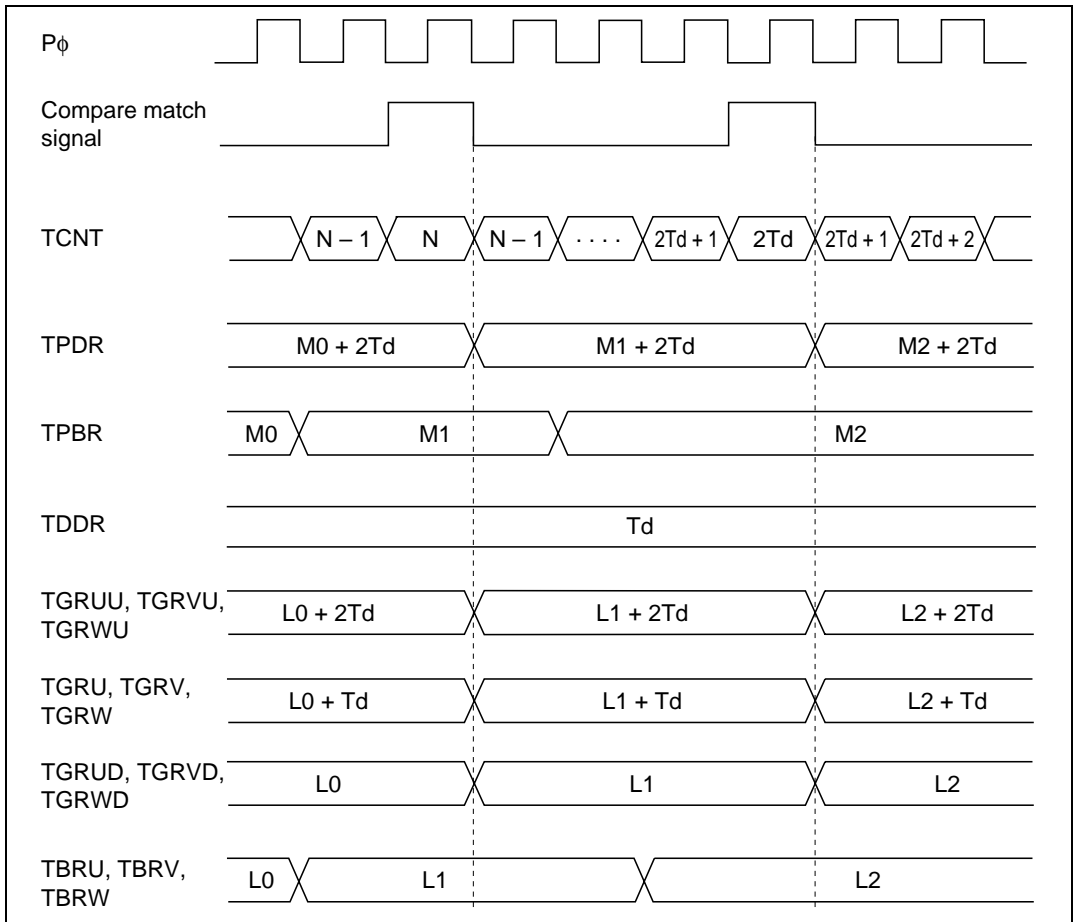 Pϕ
Compare match
signal
TCNT
N – 1
N
N – 1
· · · ·
2Td + 1
2Td
2Td + 1
2Td + 2
TPDR
M0 + 2Td
M1 + 2Td
M2 + 2Td
TPBR
M0
M1
M2
TDDR
Td
TGRUU, TGRVU,
TGRWU
L0 + 2Td
L1 + 2Td
L2 + 2Td
TGRU, TGRV,
TGRW
L0 + Td
L1 + Td
L2 + Td
TGRUD, TGRVD,
TGRWD
L0
L1
L2
TBRU, TBRV,
TBRW
L0
L1
L2